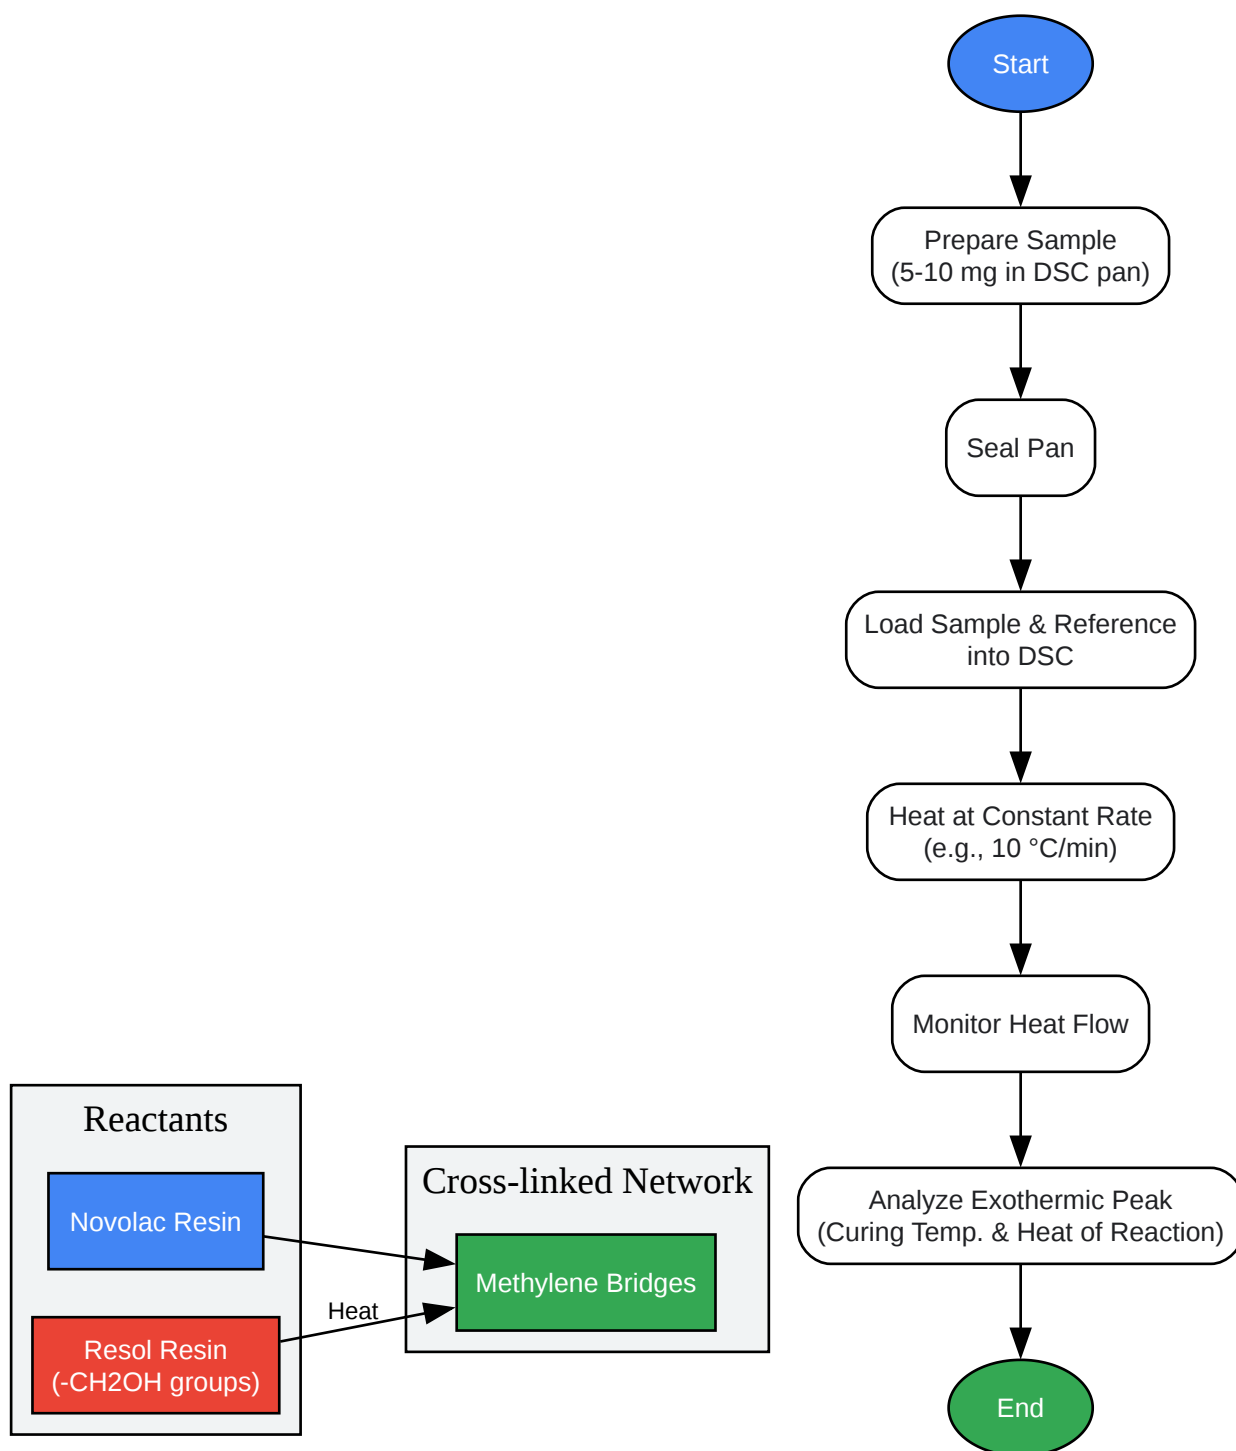 Start
Prepare Sample
(5-10 mg in DSC pan)
Seal Pan
Load Sample & Reference
into DSC
Heat at Constant Rate
(e.g., 10 °C/min)
Monitor Heat Flow
Analyze Exothermic Peak
(Curing Temp. & Heat of Reaction)
End
Reactants
Novolac Resin
Resol Resin
(-CH2OH groups)
Heat
Cross-linked Network
Methylene Bridges